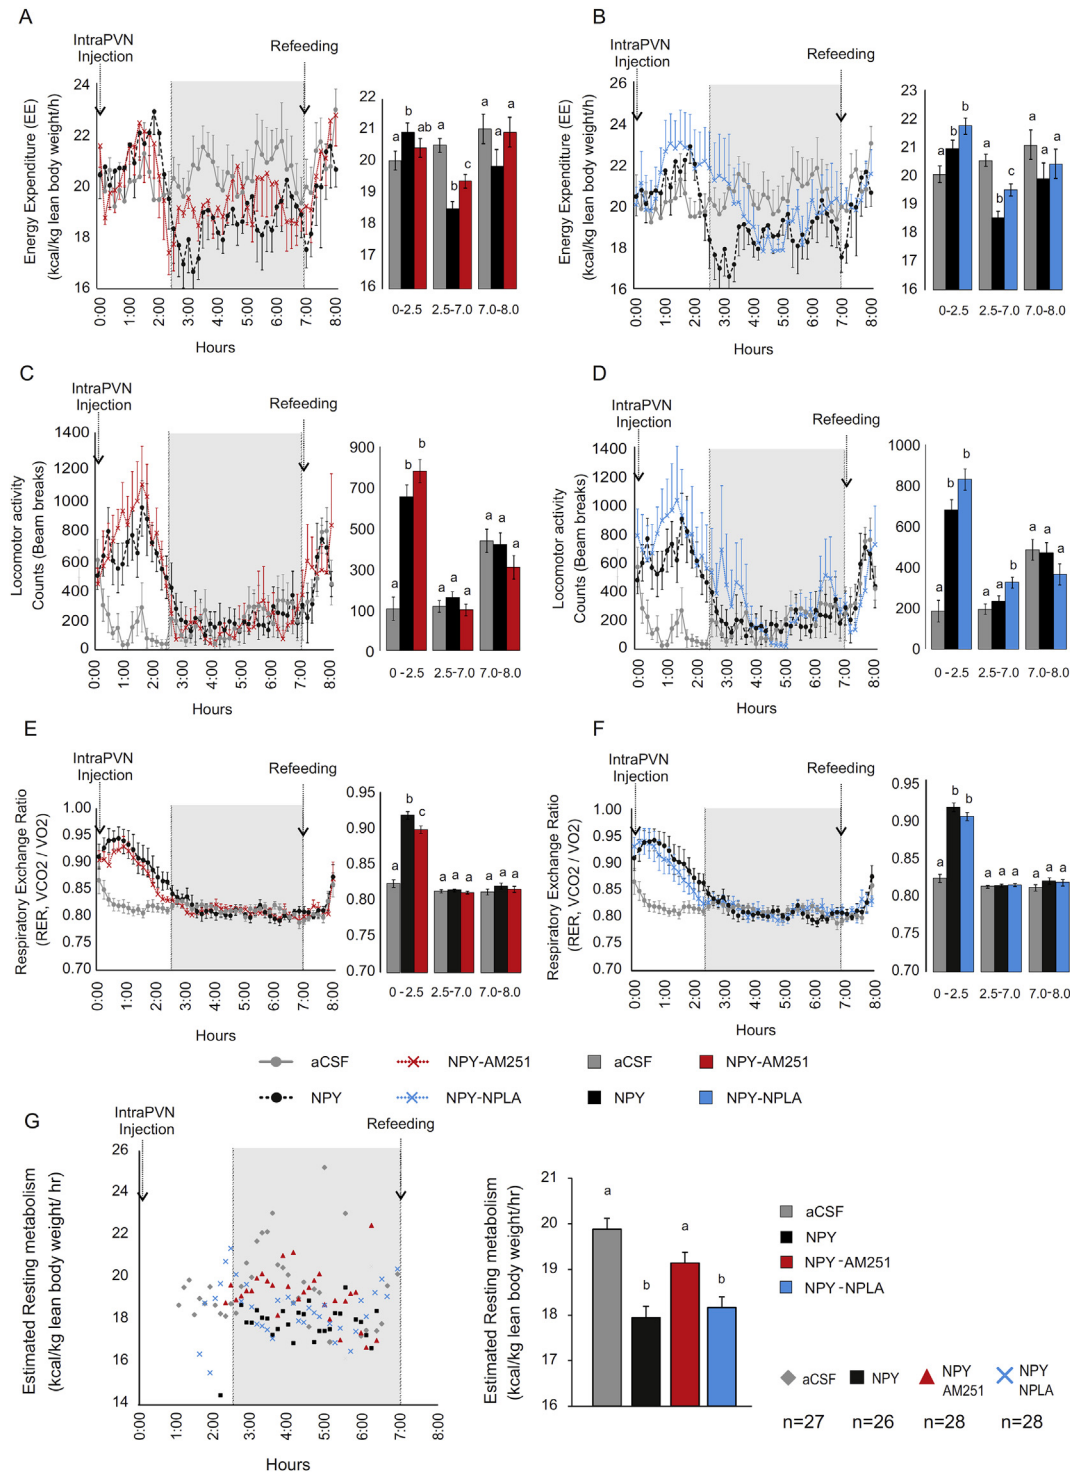 A
IntraPVN
Injection
Refeeding
Energy Expenditure (EE)
(kcal/kg lean body weight/h)
24
22
20
18
16
0:00
1:00
2:00
3:00
4:00
5:00
6:00
7:00
8:00
Hours
22
21
20
19
18
17
16
a b ab
a b c
a a a
0-2.5 2.5-7.0 7.0-8.0
B
IntraPVN
Injection
Refeeding
Energy Expenditure (EE)
(kcal/kg lean body weight/h)
26
24
22
20
18
16
0:00
1:00
2:00
3:00
4:00
5:00
6:00
7:00
8:00
Hours
23
22
21
20
19
18
17
16
a b b
a b c
a a a
0-2.5 2.5-7.0 7.0-8.0
C
IntraPVN
Injection
Refeeding
Locomotor activity
Counts (Beam breaks)
1400
1200
1000
800
600
400
200
0
0:00
1:00
2:00
3:00
4:00
5:00
6:00
7:00
8:00
Hours
900
700
500
300
100
0
a b b
a a a
a a a
0 -2.5 2.5-7.0 7.0-8.0
D
IntraPVN
Injection
Refeeding
Locomotor activity
Counts (Beam breaks)
1400
1200
1000
800
600
400
200
0
0:00
1:00
2:00
3:00
4:00
5:00
6:00
7:00
8:00
Hours
1000
800
600
400
200
0
a b b
a a b
a a a
0 -2.5 2.5-7.0 7.0-8.0
E
IntraPVN
Injection
Refeeding
Respiratory Exchange Ratio
(RER, VCO2 / VO2)
1.00
0.95
0.90
0.85
0.80
0.75
0.70
0:00
1:00
2:00
3:00
4:00
5:00
6:00
7:00
8:00
Hours
0.95
0.90
0.85
0.80
0.75
0.70
a b c
a a a
a a a
0 -2.5 2.5-7.0 7.0-8.0
F
IntraPVN
Injection
Refeeding
Respiratory Exchange Ratio
(RER, VCO2 / VO2)
1.00
0.95
0.90
0.85
0.80
0.75
0.70
0:00
1:00
2:00
3:00
4:00
5:00
6:00
7:00
8:00
Hours
0.95
0.90
0.85
0.80
0.75
0.70
a b b
a a a
a a a
0 -2.5 2.5-7.0 7.0-8.0
aCSF NPY-AM251 aCSF NPY-AM251
NPY NPY-NPLA NPY NPY-NPLA
G
IntraPVN
Injection
Refeeding
Estimated Resting metabolism
(kcal/kg lean body weight/ hr)
26
24
22
20
18
16
14
0:00
1:00
2:00
3:00
4:00
5:00
6:00
7:00
8:00
Hours
Estimated Resting metabolism
(kcal/kg lean body weight/hr)
21
20
19
18
17
16
a b a b
aCSF
NPY
NPY -AM251
NPY -NPLA
aCSF NPY NPY AM251 NPY NPLA
n=27 n=26 n=28 n=28